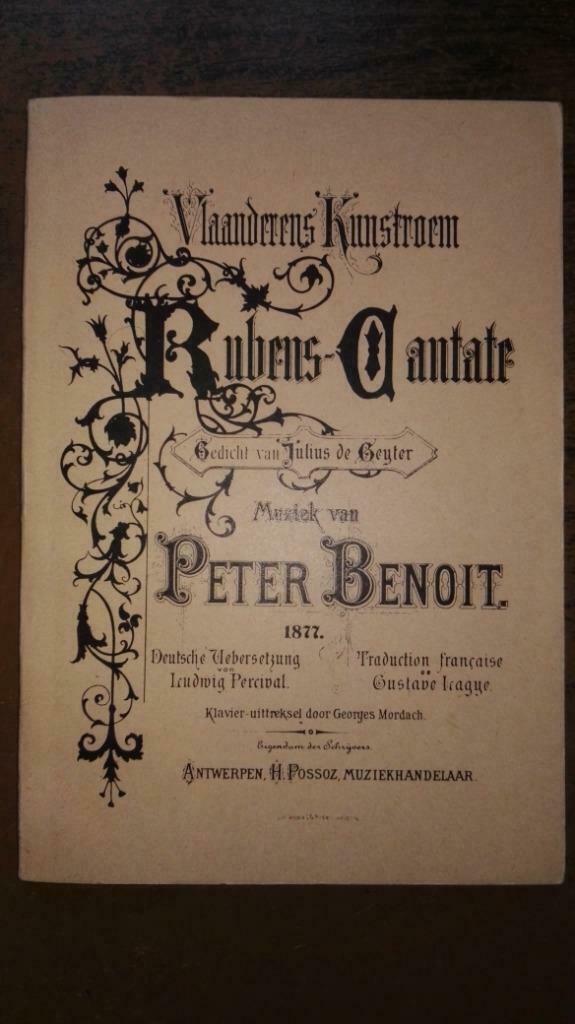 Vlaanderens Kunstroem
Rubens-Cantate
Gedicht van Julius de Geyter
Muziek van
PETER BENOIT.
1877.
Deutsche Uebersetzung
von
Ludwig Percival.
Traduction française
Gustave Lagye.
Klavier-uittreksel door Georges Mordach.
Eigendom der Schrijvers.
ANTWERPEN, H. POSSOZ, MUZIEKHANDELAAR.